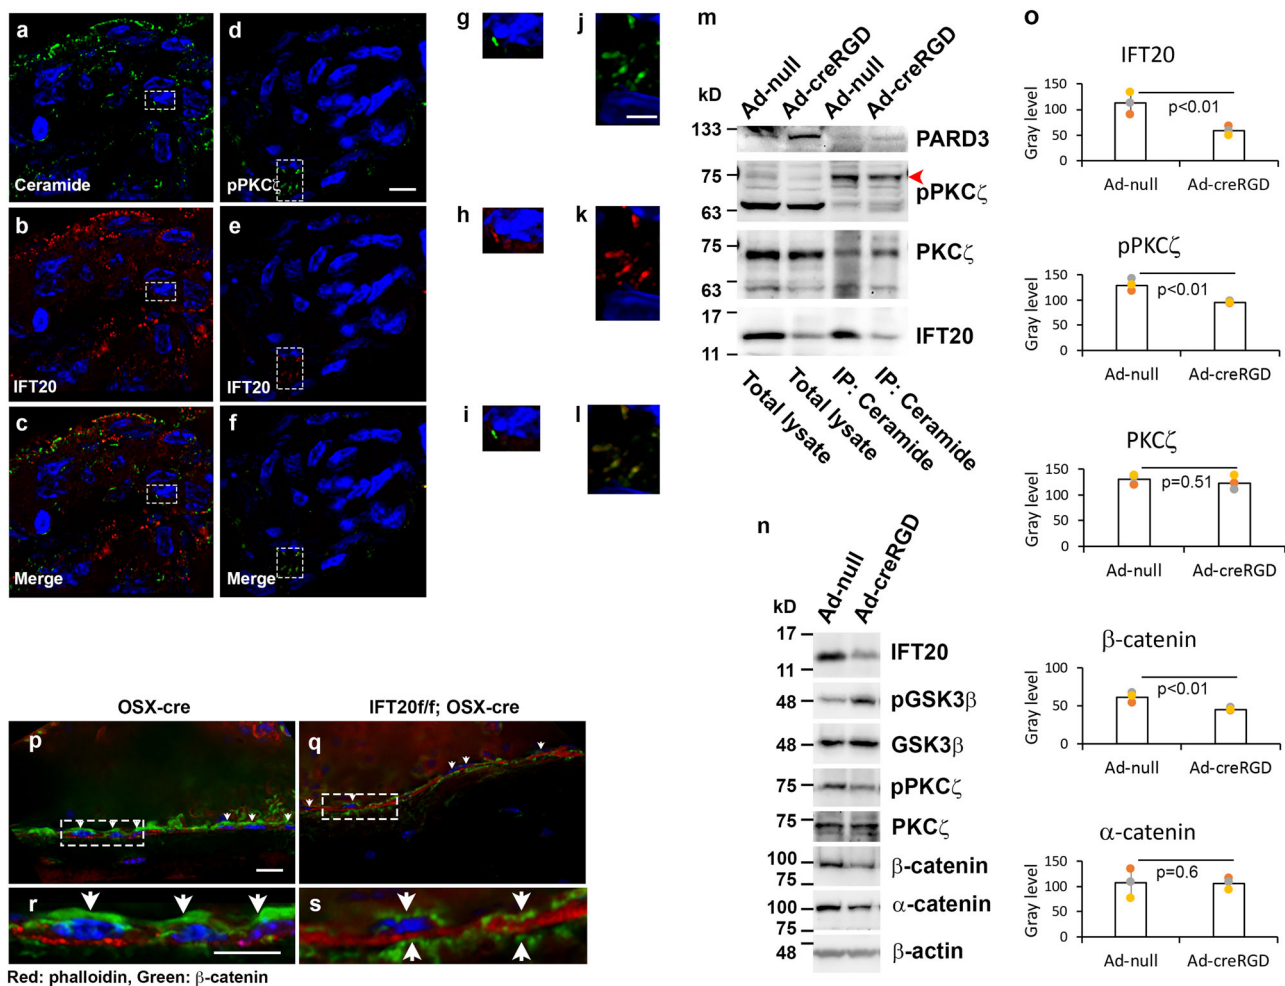 a
Ceramide
b
IFT20
c
Merge
d
pPKCζ
e
IFT20
f
Merge
g
h
i
j
k
l
m
Ad-null
Ad-creRGD
Ad-null
Ad-creRGD
kD
133
PARD3
75
pPKCζ
63
75
PKCζ
63
17
IFT20
11
Total lysate
Total lysate
IP: Ceramide
IP: Ceramide
n
Ad-null
Ad-creRGD
kD
17
IFT20
11
pGSK3β
48
GSK3β
48
pPKCζ
75
75
PKCζ
100
β-catenin
75
α-catenin
100
75
β-actin
48
o
IFT20
Gray level
150
100
50
0
p<0.01
Ad-null Ad-creRGD
pPKCζ
Gray level
150
100
50
0
p<0.01
Ad-null Ad-creRGD
PKCζ
Gray level
150
100
50
0
p=0.51
Ad-null Ad-creRGD
β-catenin
Gray level
100
50
0
p<0.01
Ad-null Ad-creRGD
α-catenin
Gray level
150
100
50
0
p=0.6
Ad-null Ad-creRGD
OSX-cre
IFT20f/f; OSX-cre
p
q
r
s
Red: phalloidin, Green: β-catenin